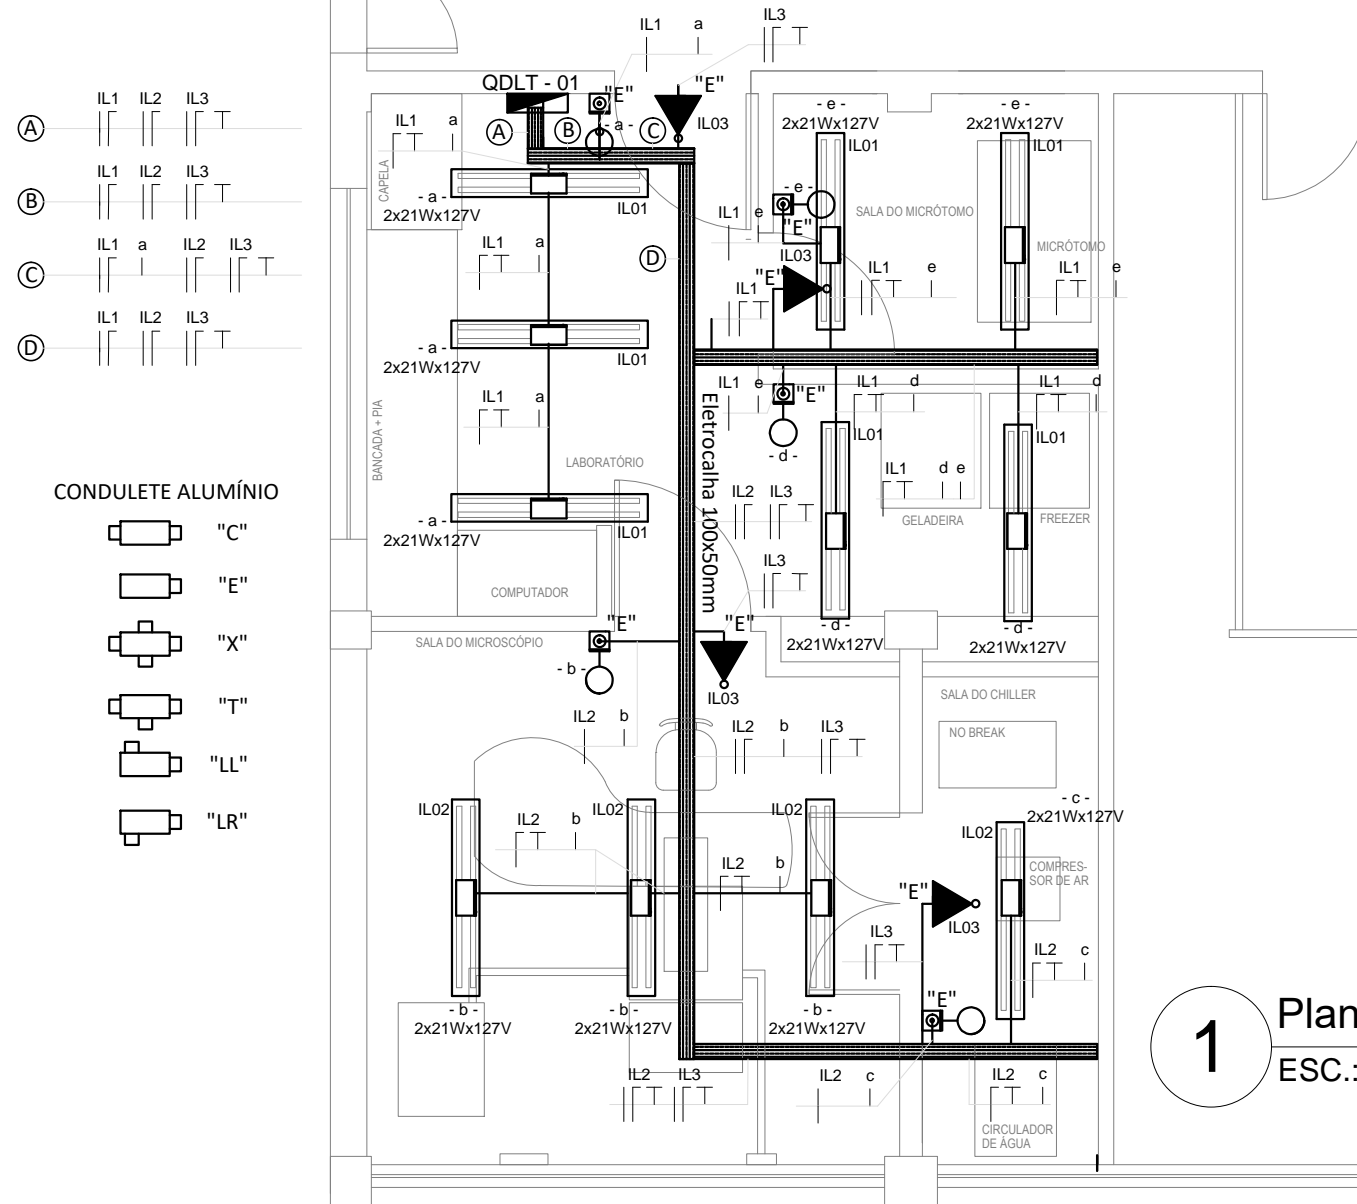 IL1 a
IL3
QDLT - 01
"E"
"E"
IL1 IL2 IL3
A
IL1 a
A
B
- a -
C
IL03
- e -
2x21Wx127V
IL01
- e -
2x21Wx127V
IL01
CAPELA
IL1 IL2 IL3
B
- a -
2x21Wx127V
IL01
- e -
"E"
IL1 e
SALA DO MICRÓTOMO
MICRÓTOMO
IL1 a IL2 IL3
C
IL1 a
D
IL03
"E"
IL1
IL1 e
IL1 e
IL1 IL2 IL3
D
- a -
2x21Wx127V
IL01
IL1 a
IL1 e
"E"
IL1 d
IL1 d
BANCADA + PIA
Eletrocalha 100x50mm
LABORATÓRIO
- d -
IL01
IL01
IL1 d e
CONDULETE ALUMÍNIO
"C"
"E"
"X"
"T"
"LL"
"LR"
- a -
2x21Wx127V
IL01
IL2 IL3
GELADEIRA
FREEZER
IL3
COMPUTADOR
SALA DO MICROSCÓPIO
"E"
"E"
- d -
2x21Wx127V
- d -
2x21Wx127V
- b -
IL03
SALA DO CHILLER
IL2 b
IL2 b IL3
NO BREAK
IL02
IL02
IL02
- c -
2x21Wx127V
IL02
IL2 b
IL2 b
COMPRES-
SOR DE AR
"E"
IL03
IL3
IL2 c
"E"
- b -
2x21Wx127V
- b -
2x21Wx127V
- b -
2x21Wx127V
IL2 IL3
IL2 c
IL2 c
CIRCULADOR
DE ÁGUA
1
Plan
ESC.: